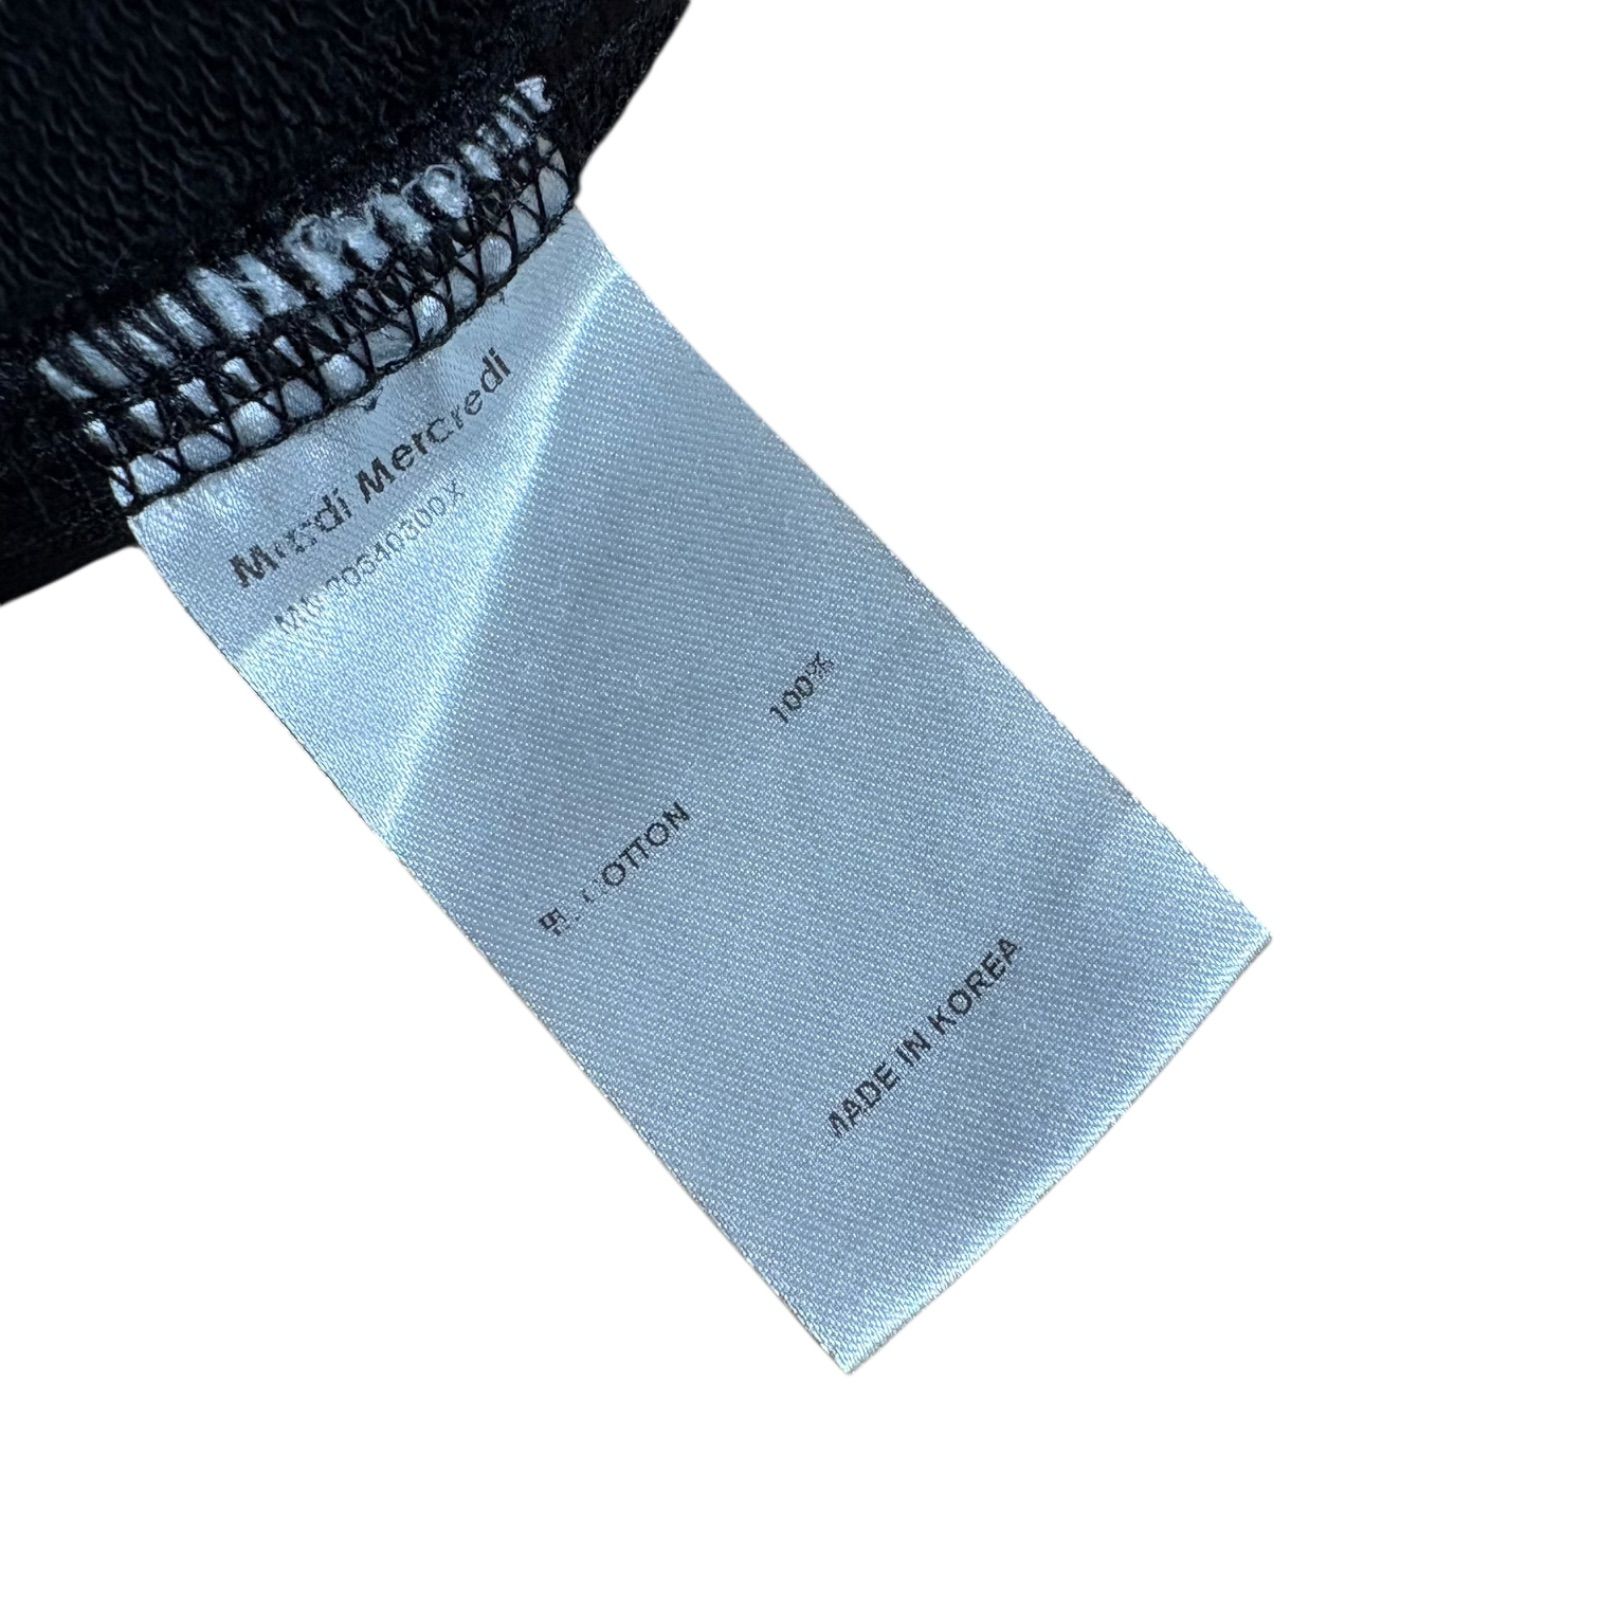 Mardi Mercredi
면. COTTON 100%
MADE IN KOREA